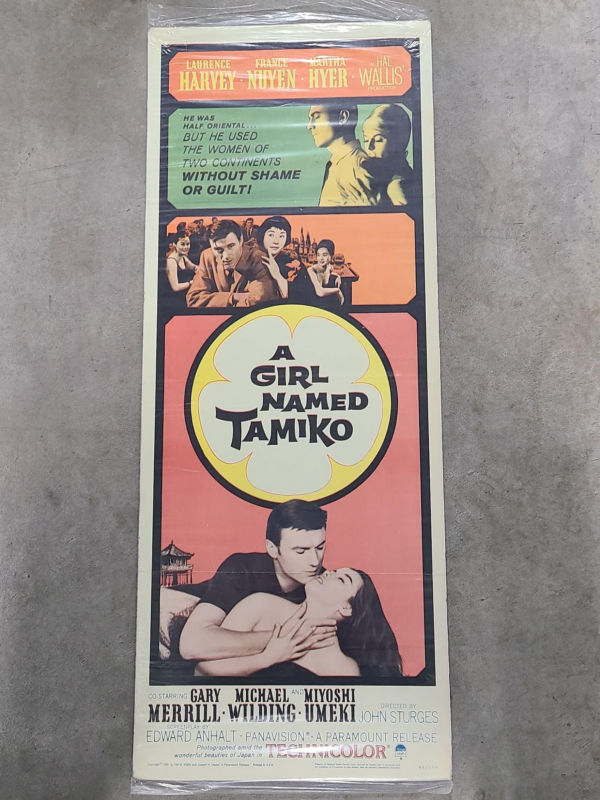 LAURENCE FRANCE MARTHA A HAL
HARVEY · NUYEN · HYER · WALLIS'
PRODUCTION
HE WAS
HALF ORIENTAL...
BUT HE USED
THE WOMEN OF
TWO CONTINENTS
WITHOUT SHAME
OR GUILT!
A
GIRL
NAMED
TAMIKO
CO-STARRING GARY MICHAEL AND MIYOSHI
MERRILL · WILDING · UMEKI
DIRECTED BY
JOHN STURGES
SCREENPLAY BY
EDWARD ANHALT · PANAVISION® · A PARAMOUNT RELEASE
Photographed amid the
wonderful beauties of Japan in
TECHNICOLOR®